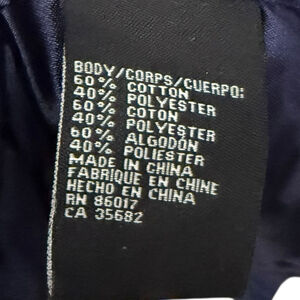 BODY/CORPS/CUERPO:
60% COTTON
40% POLYESTER
60% COTON
40% POLYESTER
60% ALGODÓN
40% POLIESTER
MADE IN CHINA
FABRIQUE EN CHINE
HECHO EN CHINA
RN 86017
CA 35682